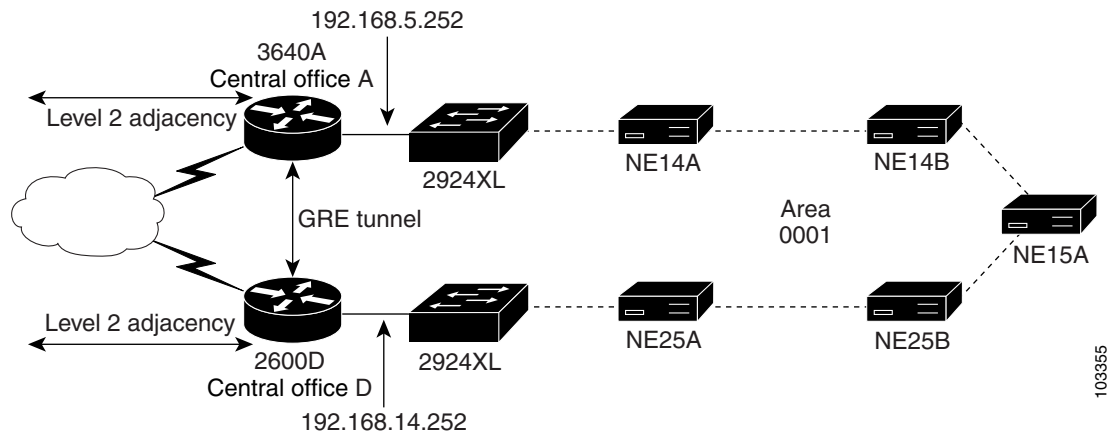 192.168.5.252
3640A
Central office A
Level 2 adjacency
2924XL
NE14A
NE14B
GRE tunnel
Area
0001
NE15A
Level 2 adjacency
2600D
Central office D
2924XL
NE25A
NE25B
192.168.14.252
103355